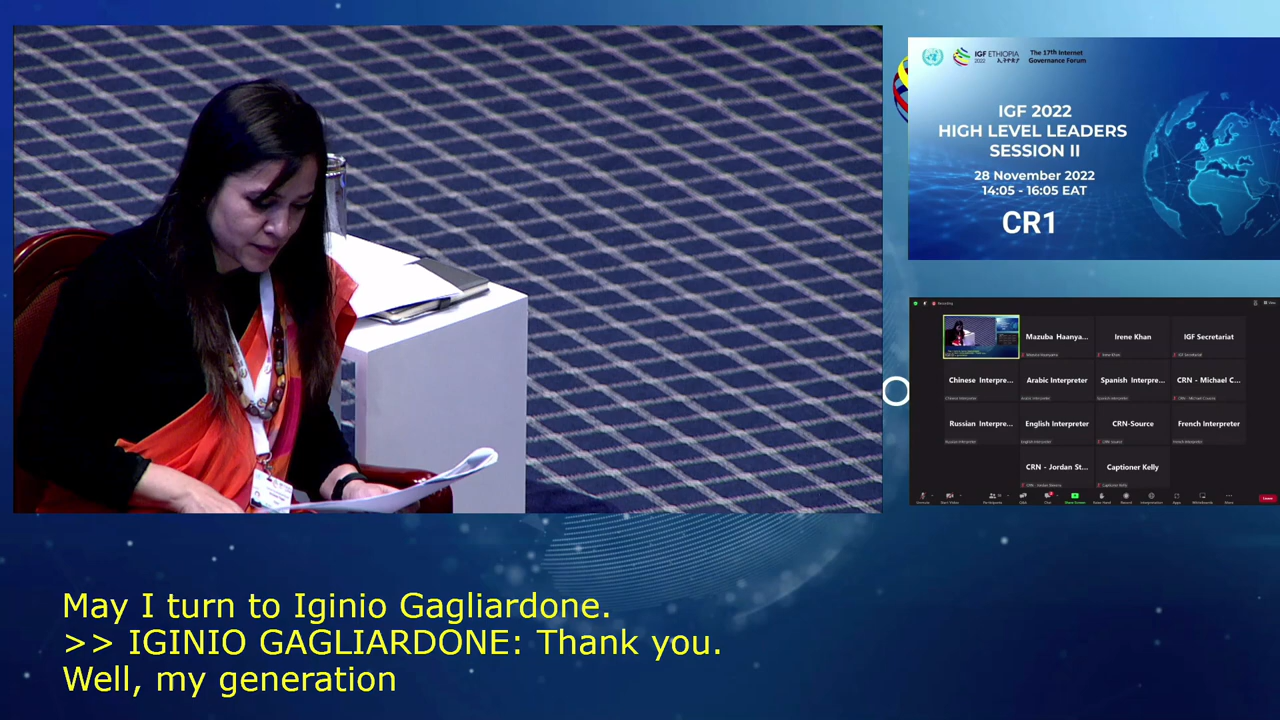 IGF ETHIOPIA
2022 ኢትዮጵያ
The 17th Internet
Governance Forum
IGF 2022
HIGH LEVEL LEADERS
SESSION II
28 November 2022
14:05 - 16:05 EAT
CR1
Recording
View
Mazuba Haanya...
Irene Khan
IGF Secretariat
Chinese Interpre...
Arabic Interpreter
Spanish Interpre...
CRN - Michael C...
Russian Interpre...
English Interpreter
CRN-Source
French Interpreter
CRN - Jordan St...
Captioner Kelly
May I turn to Iginio Gagliardone.
>> IGINIO GAGLIARDONE: Thank you.
Well, my generation